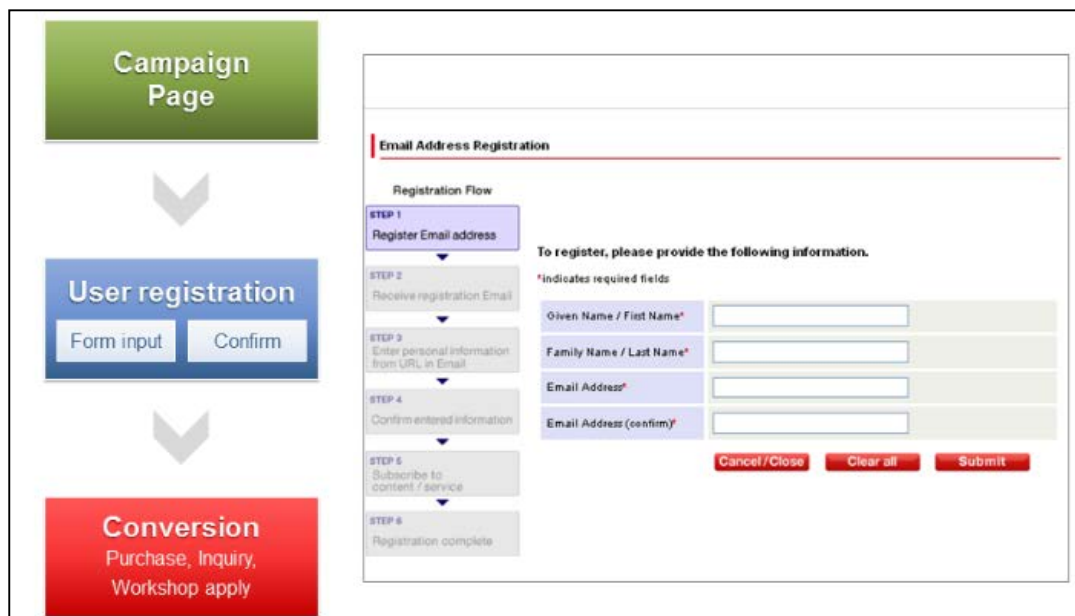 Campaign
Page
User registration
Form input
Confirm
Conversion
Purchase, Inquiry,
Workshop apply
Email Address Registration
Registration Flow
STEP 1
Register Email address
STEP 2
Receive registration Email
STEP 3
Enter personal information
from URL in Email
STEP 4
Confirm entered information
STEP 5
Subscribe to
content / service
STEP 6
Registration complete
To register, please provide the following information.
*indicates required fields
Given Name / First Name*
Family Name / Last Name*
Email Address*
Email Address (confirm)*
Cancel/Close
Clear all
Submit